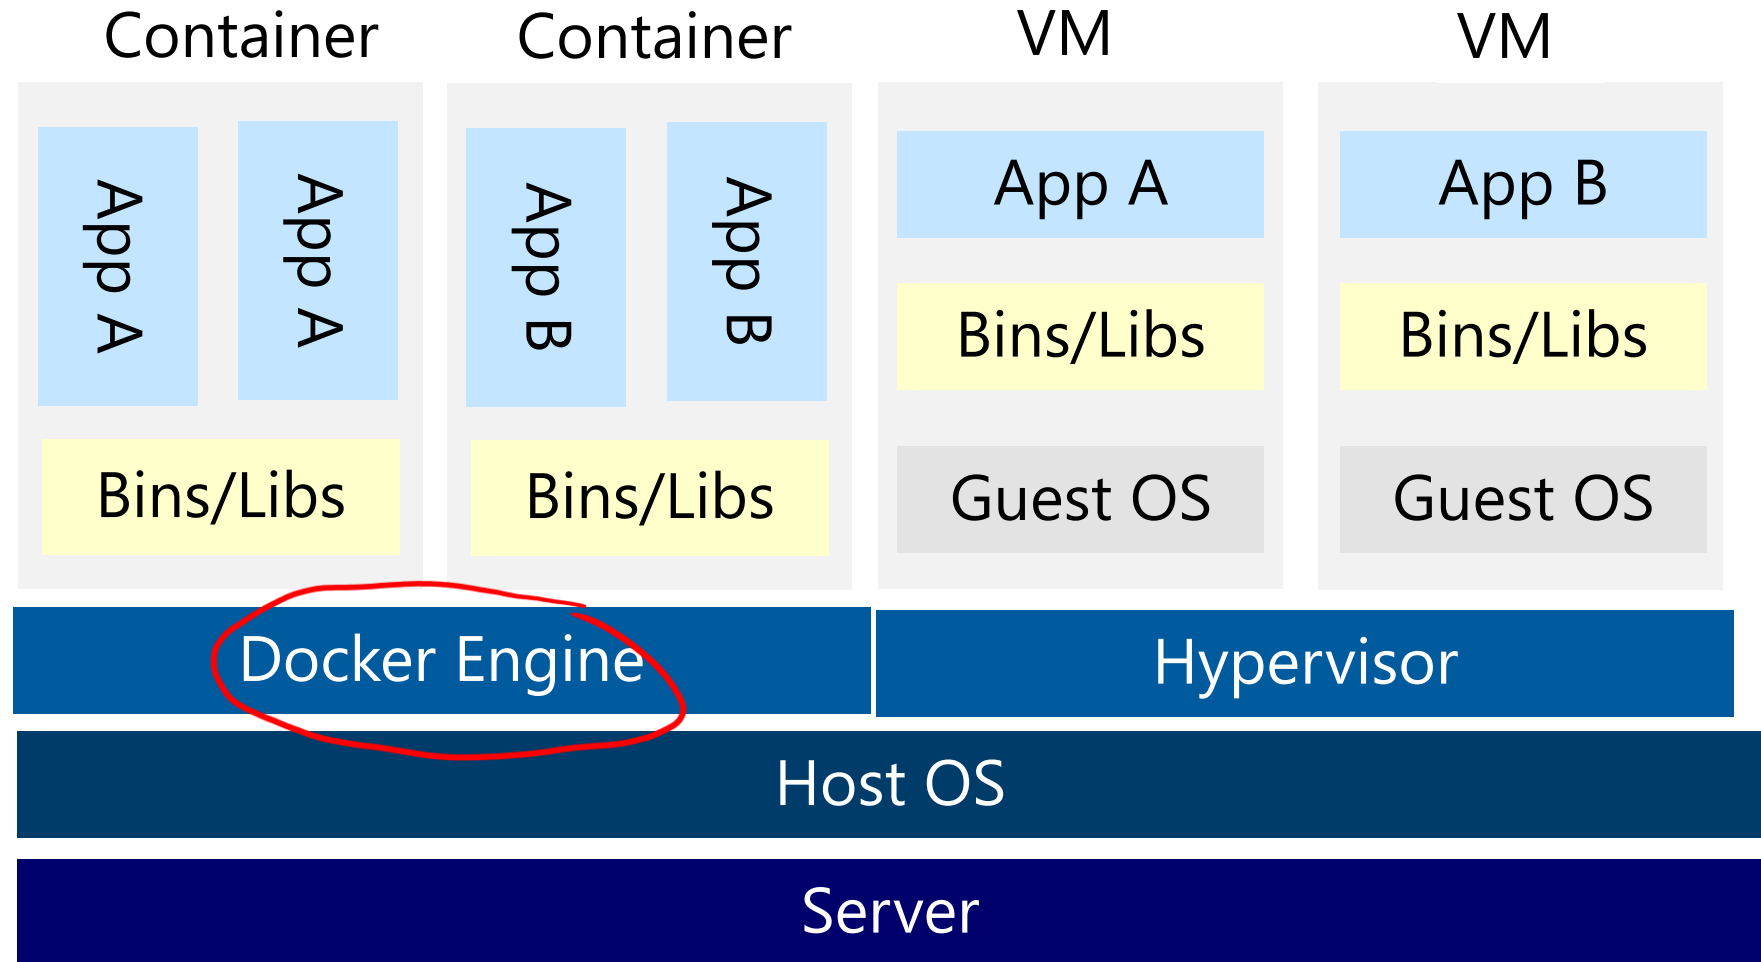 Container
Container
VM
VM
App A
App A
App B
App B
App A
App B
Bins/Libs
Bins/Libs
Bins/Libs
Bins/Libs
Guest OS
Guest OS
Docker Engine
Hypervisor
Host OS
Server